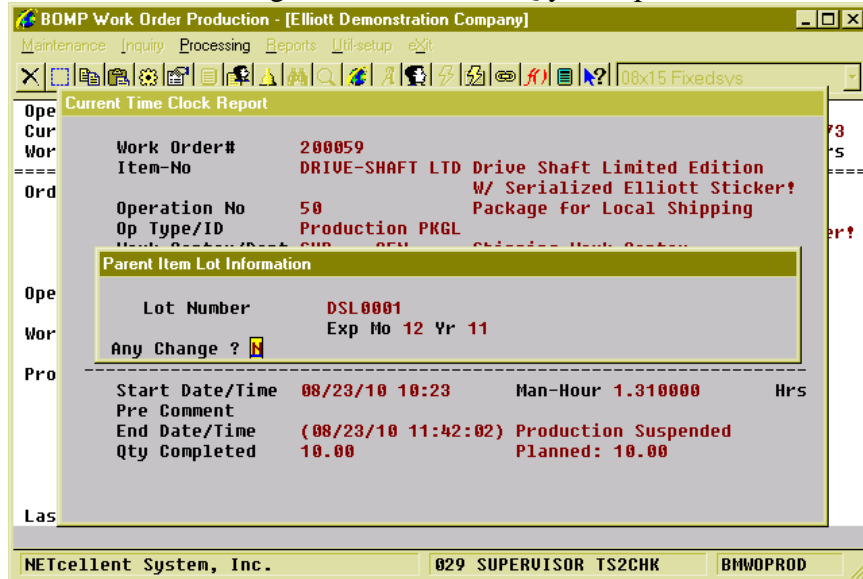 BOMP Work Order Production - [Elliott Demonstration Company]
Maintenance Inquiry Processing Reports Util-setup eXit
08x15 Fixedsys
Ope
Current Time Clock Report
Cur 73
Work Order# 200059
Wor rs
Item-No DRIVE-SHAFT LTD Drive Shaft Limited Edition
W/ Serialized Elliott Sticker!
Ord
Operation No 50 Package for Local Shipping
Op Type/ID Production PKGL
er!
Parent Item Lot Information
Ope
Lot Number DSL0001
Exp Mo 12 Yr 11
Wor
Any Change ? N
Pro
Start Date/Time 08/23/10 10:23 Man-Hour 1.310000 Hrs
Pre Comment
End Date/Time (08/23/10 11:42:02) Production Suspended
Qty Completed 10.00 Planned: 10.00
Las
NETcellent System, Inc. 029 SUPERVISOR TS2CHK BMWOPROD